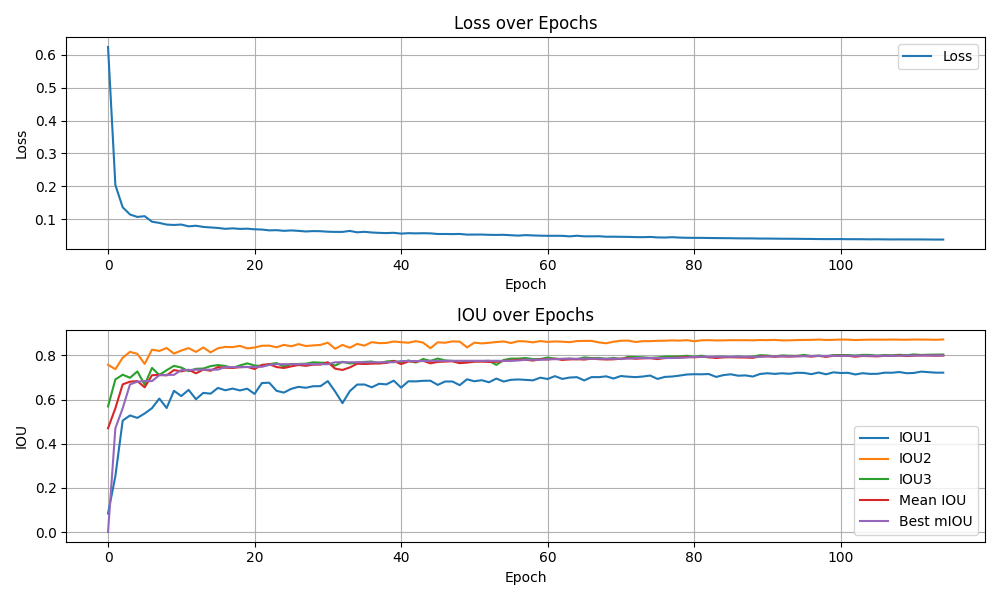 Loss over Epochs
0.6
0.5
0.4
0.3
0.2
0.1
Loss
Loss
0 20 40 60 80 100
Epoch
IOU over Epochs
0.8
0.6
0.4
0.2
0.0
IOU
IOU1
IOU2
IOU3
Mean IOU
Best mIOU
0 20 40 60 80 100
Epoch